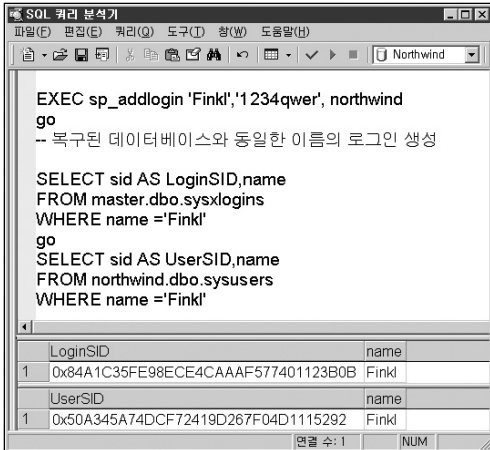 SQL 쿼리 분석기
파일(F) 편집(E) 쿼리(Q) 도구(T) 창(W) 도움말(H)
Northwind
EXEC sp_addlogin 'Finkl','1234qwer', northwind
go
-- 복구된 데이터베이스와 동일한 이름의 로그인 생성
SELECT sid AS LoginSID,name
FROM master.dbo.sysxlogins
WHERE name ='Finkl'
go
SELECT sid AS UserSID,name
FROM northwind.dbo.sysusers
WHERE name ='Finkl'
LoginSID name
1 0x84A1C35FE98ECE4CAAAF577401123B0B Finkl
UserSID name
1 0x50A345A74DCF72419D267F04D1115292 Finkl
연결 수: 1 NUM